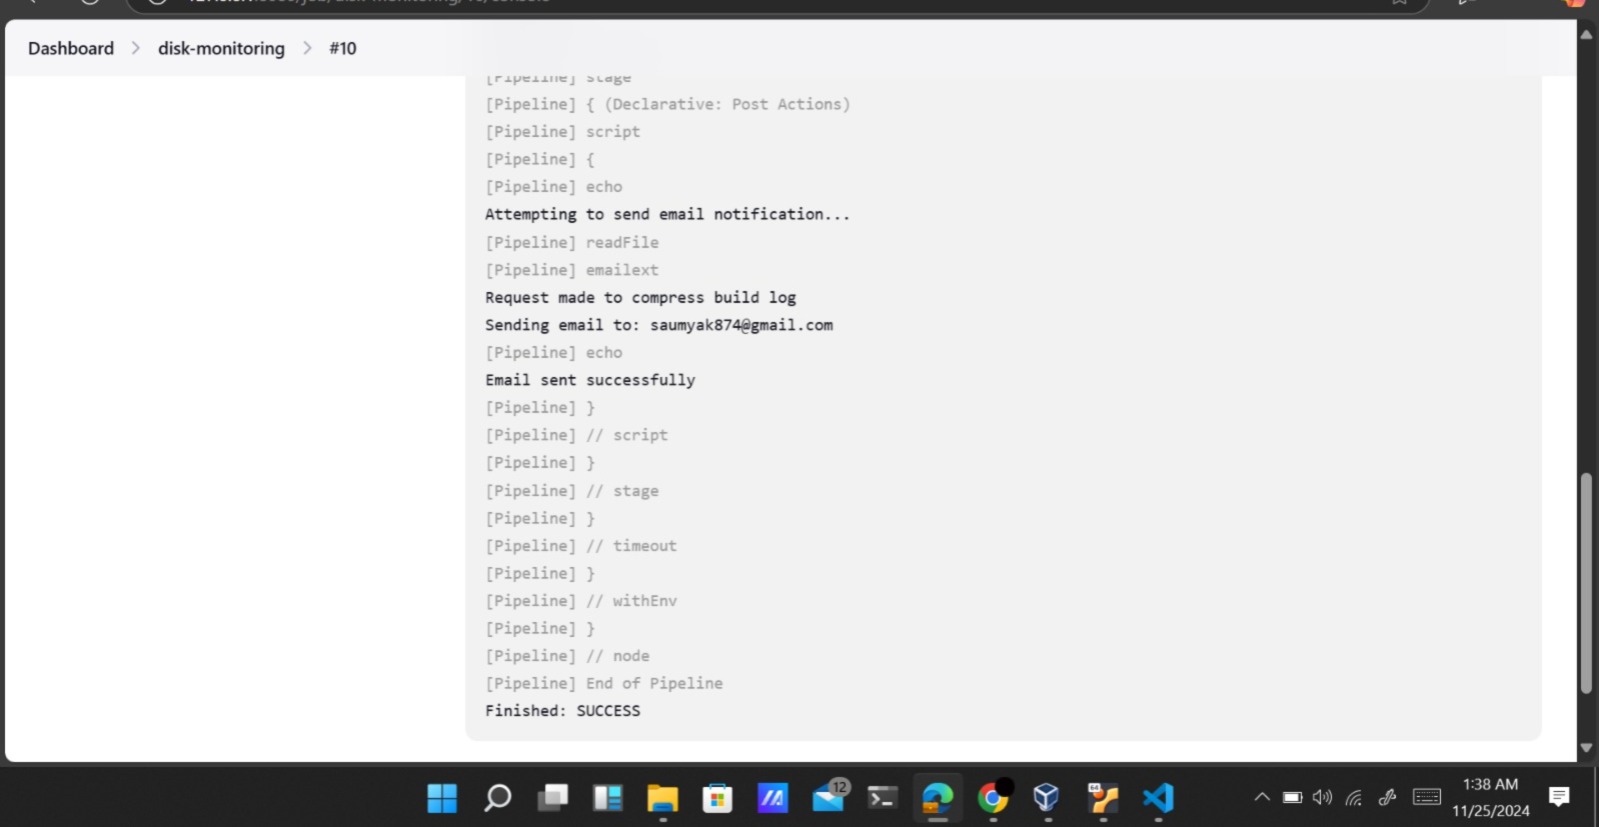 Dashboard > disk-monitoring > #10
[Pipeline] stage
[Pipeline] { (Declarative: Post Actions)
[Pipeline] script
[Pipeline] {
[Pipeline] echo
Attempting to send email notification...
[Pipeline] readFile
[Pipeline] emailext
Request made to compress build log
Sending email to: saumyak874@gmail.com
[Pipeline] echo
Email sent successfully
[Pipeline] }
[Pipeline] // script
[Pipeline] }
[Pipeline] // stage
[Pipeline] }
[Pipeline] // timeout
[Pipeline] }
[Pipeline] // withEnv
[Pipeline] }
[Pipeline] // node
[Pipeline] End of Pipeline
Finished: SUCCESS
12
1:38 AM
11/25/2024